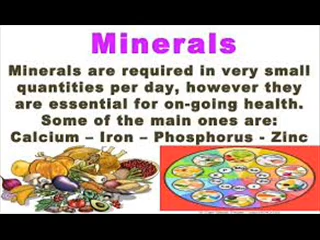 Minerals
Minerals are required in very small
quantities per day, however they
are essential for on-going health.
Some of the main ones are:
Calcium – Iron – Phosphorus - Zinc